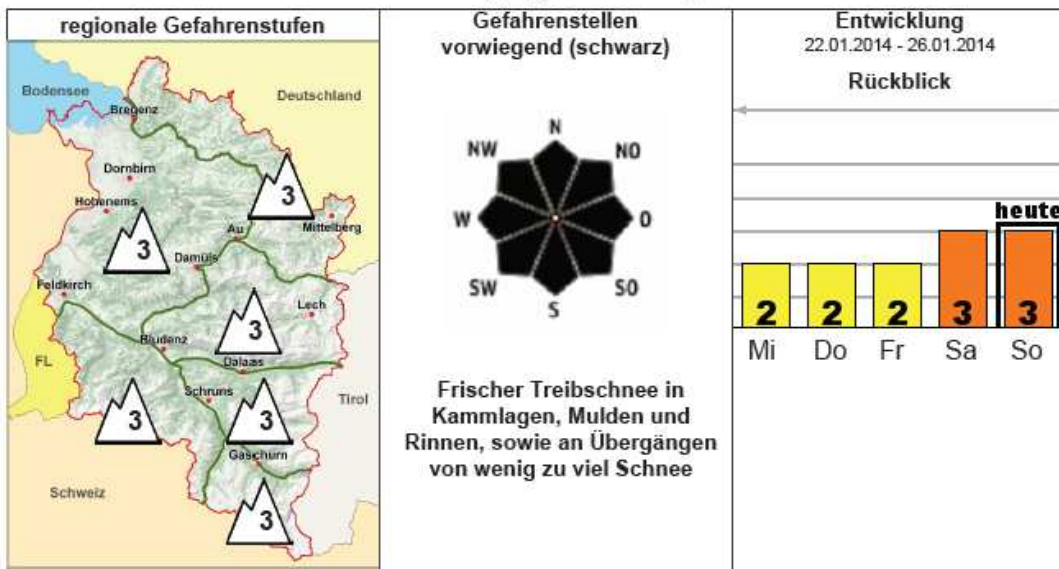 regionale Gefahrenstufen
Bodensee
Deutschland
Bregenz
Dornbirn
3
Hohenems
Mittelberg
3
Au
Damüls
Feldkirch
Lech
3
Bludenz
FL
Dalaas
Schruns
Tirol
3
3
Gaschurn
Schweiz
3
Gefahrenstellen
vorwiegend (schwarz)
N
NW
NO
W
O
SW
SO
S
Frischer Treibschnee in
Kammlagen, Mulden und
Rinnen, sowie an Übergängen
von wenig zu viel Schnee
Entwicklung
22.01.2014 - 26.01.2014
Rückblick
heute
2 2 2 3 3
Mi Do Fr Sa So